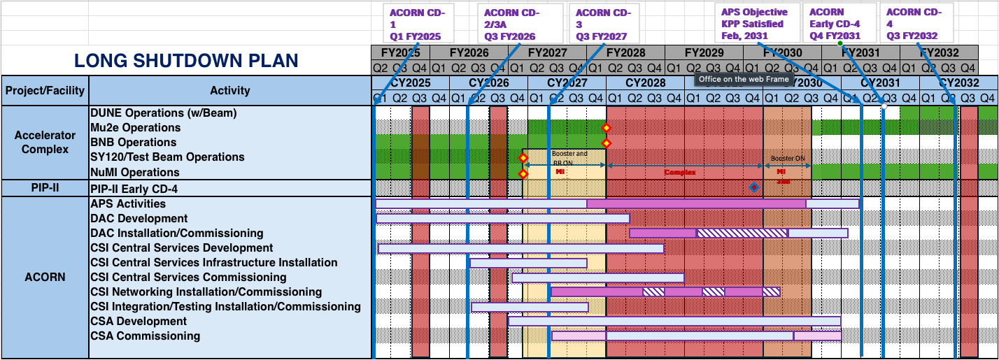 ACORN CD-
1
Q1 FY2025
ACORN CD-
2/3A
Q3 FY2026
ACORN CD-
3
Q3 FY2027
APS Objective
KPP Satisfied
Feb, 2031
ACORN
Early CD-4
Q4 FY2031
ACORN CD-
4
Q3 FY2032
LONG SHUTDOWN PLAN
FY2025 FY2026 FY2027 FY2028 FY2029 FY2030 FY2031 FY2032
Q2 Q3 Q4 Q1 Q2 Q3 Q4 Q1 Q2 Q3 Q4 Q1 Q2 Q3 Q4 Q1 Q2 Q3 Q4 Q1 Q2 Q3 Q4 Q1 Q2 Q3 Q4 Q1 Q2 Q3 Q4
Office on the web Frame
Project/Facility Activity
CY2025 CY2026 CY2027 CY2028 CY2030 CY2031 CY2032
Q1 Q2 Q3 Q4 Q1 Q2 Q3 Q4 Q1 Q2 Q3 Q4 Q1 Q2 Q3 Q4 Q1 Q2 Q3 Q4 Q1 Q2 Q3 Q4 Q1 Q2 Q3 Q4 Q1 Q2 Q3 Q4
Accelerator
Complex
DUNE Operations (w/Beam)
Mu2e Operations
BNB Operations
SY120/Test Beam Operations
NuMI Operations
Booster and
RR ON
MI
Complex
Booster ON
MI
PIP-II
PIP-II Early CD-4
ACORN
APS Activities
DAC Development
DAC Installation/Commissioning
CSI Central Services Development
CSI Central Services Infrastructure Installation
CSI Central Services Commissioning
CSI Networking Installation/Commissioning
CSI Integration/Testing Installation/Commissioning
CSA Development
CSA Commissioning